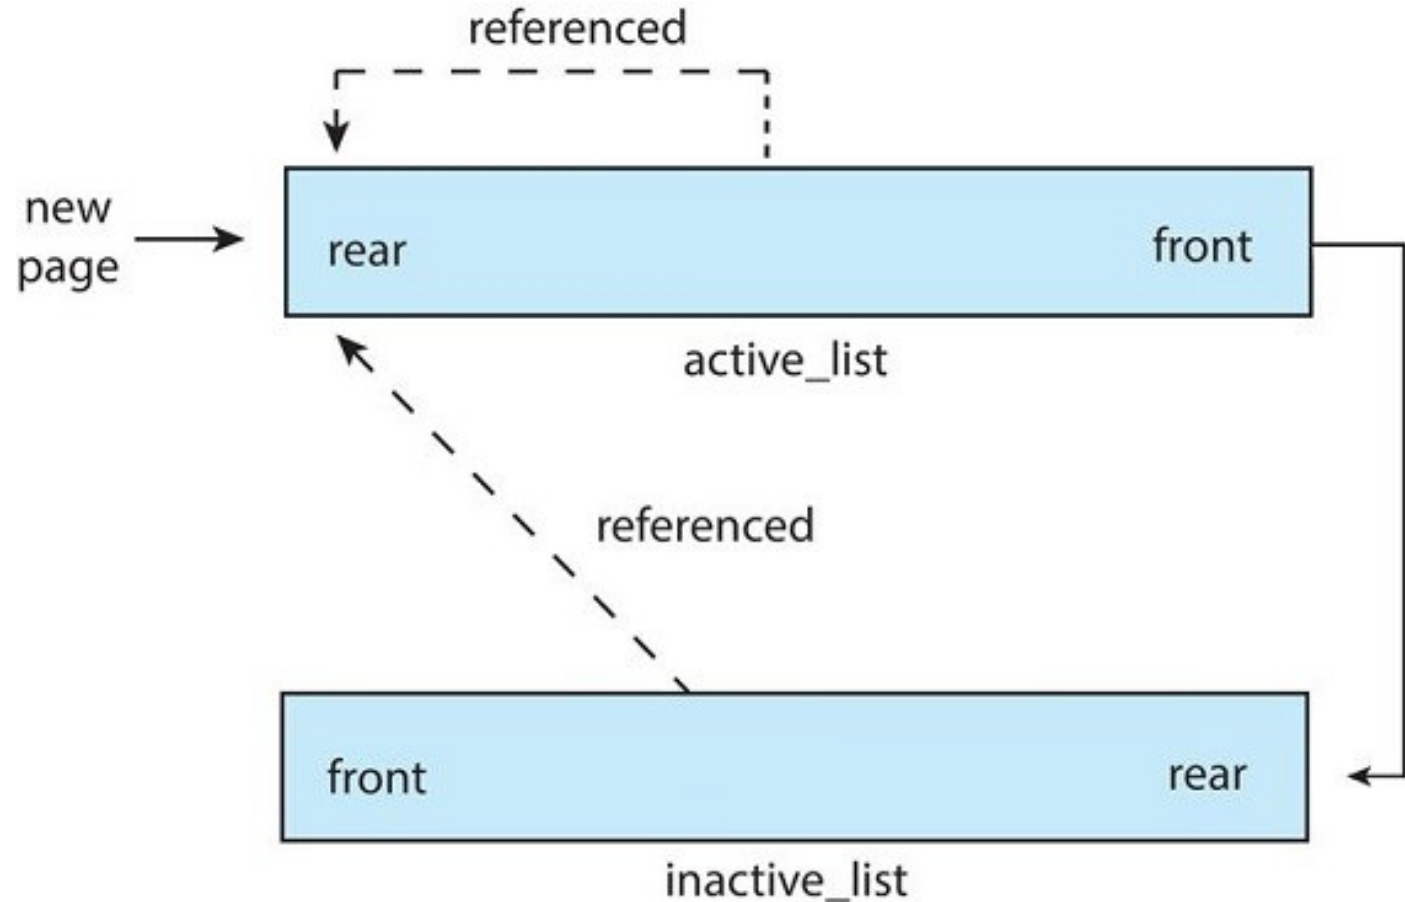 referenced
new
page
rear
front
active_list
referenced
front
rear
inactive_list